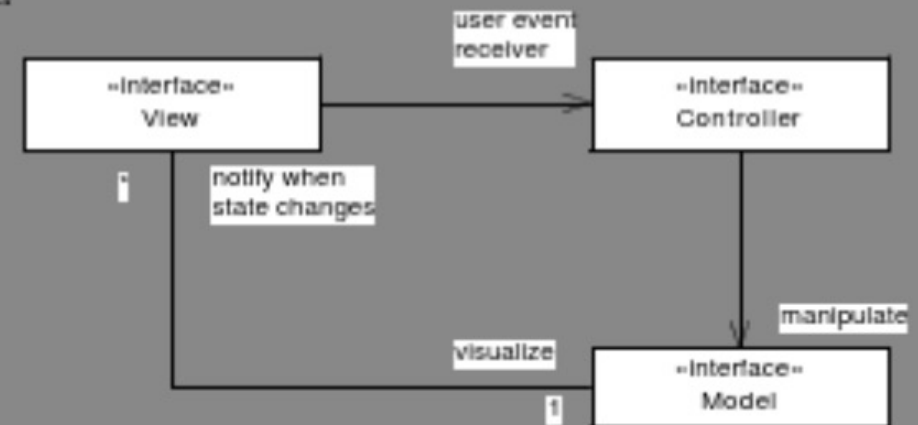 user event
receiver
«interface»
View
«interface»
Controller
*
notify when
state changes
manipulate
visualize
«interface»
Model
1